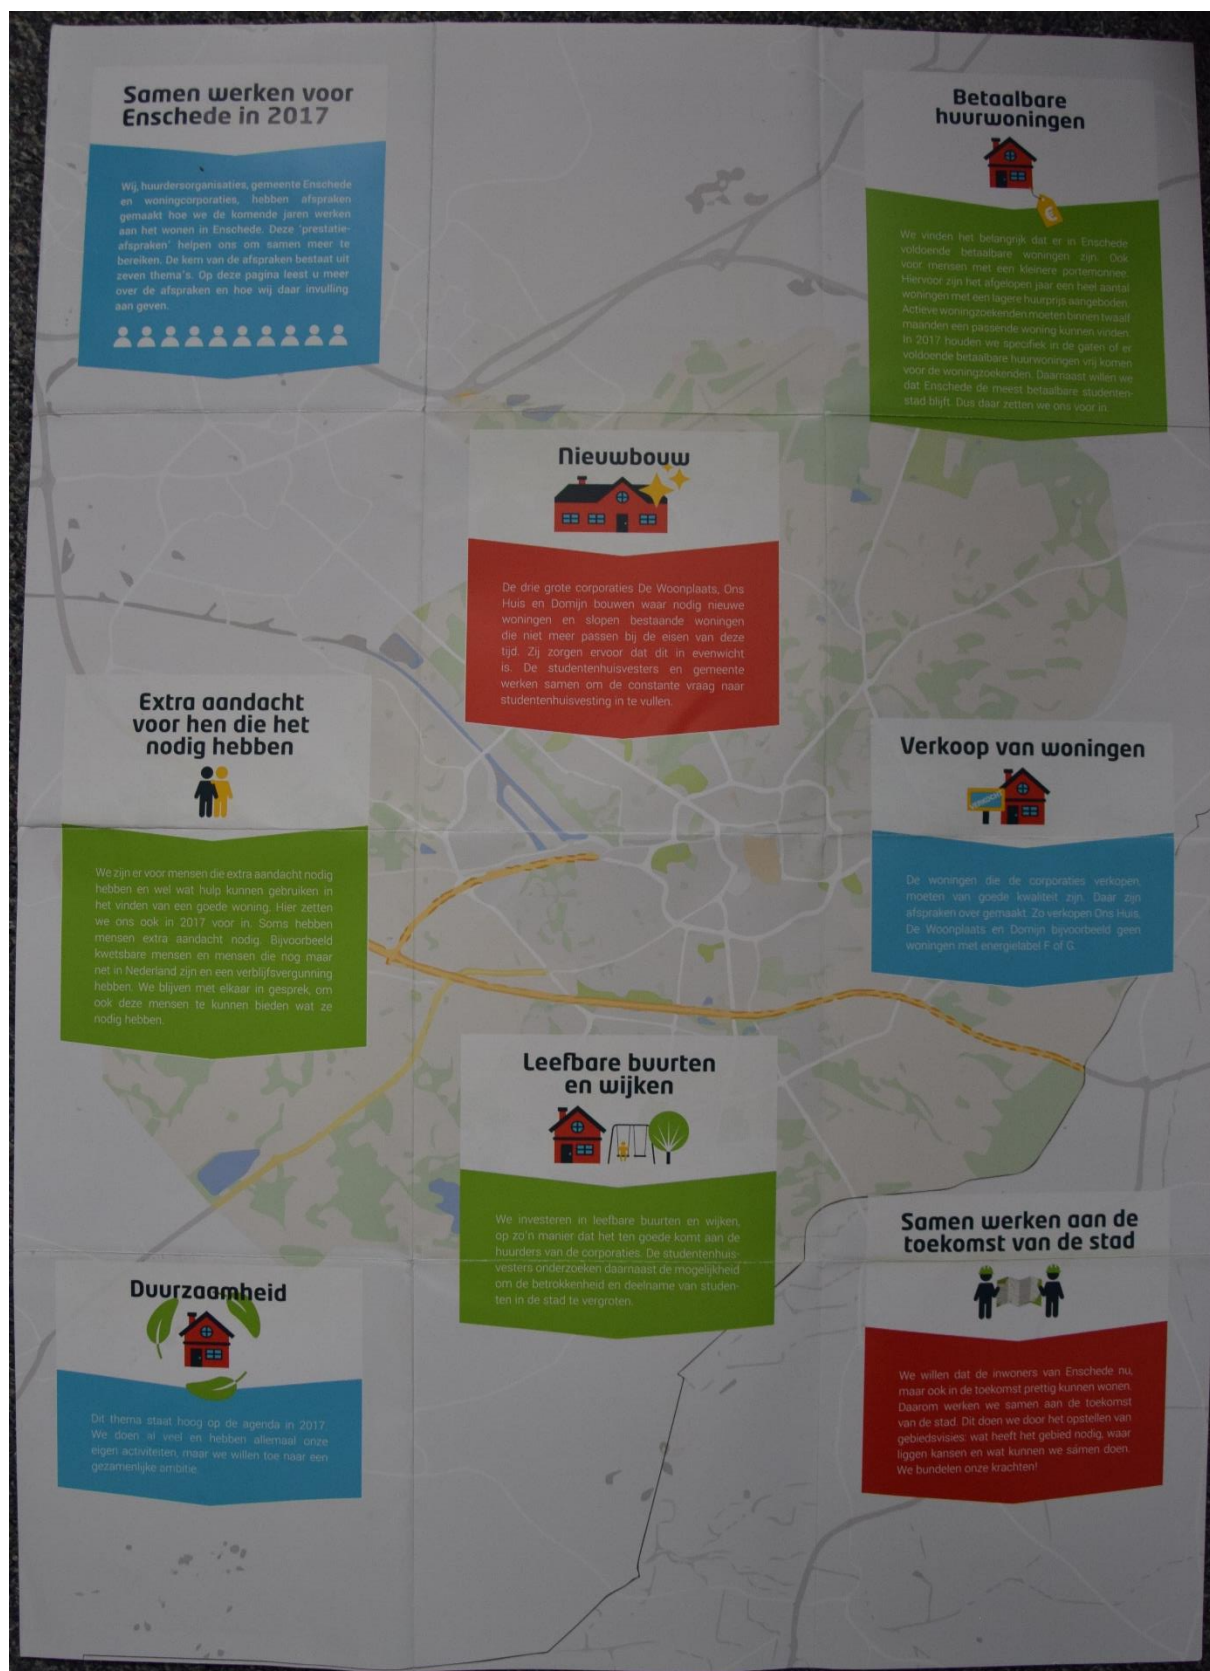 Samen werken voor
Enschede in 2017
Wij, huurdersorganisaties, gemeente Enschede
en woningcorporaties, hebben afspraken
gemaakt hoe we de komende jaren werken
aan het wonen in Enschede. Deze 'prestatie-
afspraken' helpen ons om samen meer te
bereiken. De kern van de afspraken bestaat uit
zeven thema's. Op deze pagina leest u meer
over de afspraken en hoe wij daar invulling
aan geven.
Betaalbare
huurwoningen
€
We vinden het belangrijk dat er in Enschede
voldoende betaalbare woningen zijn. Ook
voor mensen met een kleinere portemonnee.
Hiervoor zijn het afgelopen jaar een heel aantal
woningen met een lagere huurprijs aangeboden.
Actieve woningzoekenden moeten binnen twaalf
maanden een passende woning kunnen vinden.
In 2017 houden we specifiek in de gaten of er
voldoende betaalbare huurwoningen vrij komen
voor de woningzoekenden. Daarnaast willen we
dat Enschede de meest betaalbare studenten-
stad blijft. Dus daar zetten we ons voor in.
Nieuwbouw
De drie grote corporaties De Woonplaats, Ons
Huis en Domijn bouwen waar nodig nieuwe
woningen en slopen bestaande woningen
die niet meer passen bij de eisen van deze
tijd. Zij zorgen ervoor dat dit in evenwicht
is. De studentenhuisvesters en gemeente
werken samen om de constante vraag naar
studentenhuisvesting in te vullen.
Extra aandacht
voor hen die het
nodig hebben
We zijn er voor mensen die extra aandacht nodig
hebben en wel wat hulp kunnen gebruiken in
het vinden van een goede woning. Hier zetten
we ons ook in 2017 voor in. Soms hebben
mensen extra aandacht nodig. Bijvoorbeeld
kwetsbare mensen en mensen die nog maar
net in Nederland zijn en een verblijfsvergunning
hebben. We blijven met elkaar in gesprek, om
ook deze mensen te kunnen bieden wat ze
nodig hebben.
Verkoop van woningen
VERKOCHT
De woningen die de corporaties verkopen,
moeten van goede kwaliteit zijn. Daar zijn
afspraken over gemaakt. Zo verkopen Ons Huis,
De Woonplaats en Domijn bijvoorbeeld geen
woningen met energielabel F of G.
Leefbare buurten
en wijken
We investeren in leefbare buurten en wijken,
op zo'n manier dat het ten goede komt aan de
huurders van de corporaties. De studentenhuis-
vesters onderzoeken daarnaast de mogelijkheid
om de betrokkenheid en deelname van studen-
ten in de stad te vergroten.
Samen werken aan de
toekomst van de stad
We willen dat de inwoners van Enschede nu,
maar ook in de toekomst prettig kunnen wonen.
Daarom werken we samen aan de toekomst
van de stad. Dit doen we door het opstellen van
gebiedsvisies: wat heeft het gebied nodig, waar
liggen kansen en wat kunnen we sámen doen.
We bundelen onze krachten!
Duurzaamheid
Dit thema staat hoog op de agenda in 2017.
We doen al veel en hebben allemaal onze
eigen activiteiten, maar we willen toe naar een
gezamenlijke ambitie.